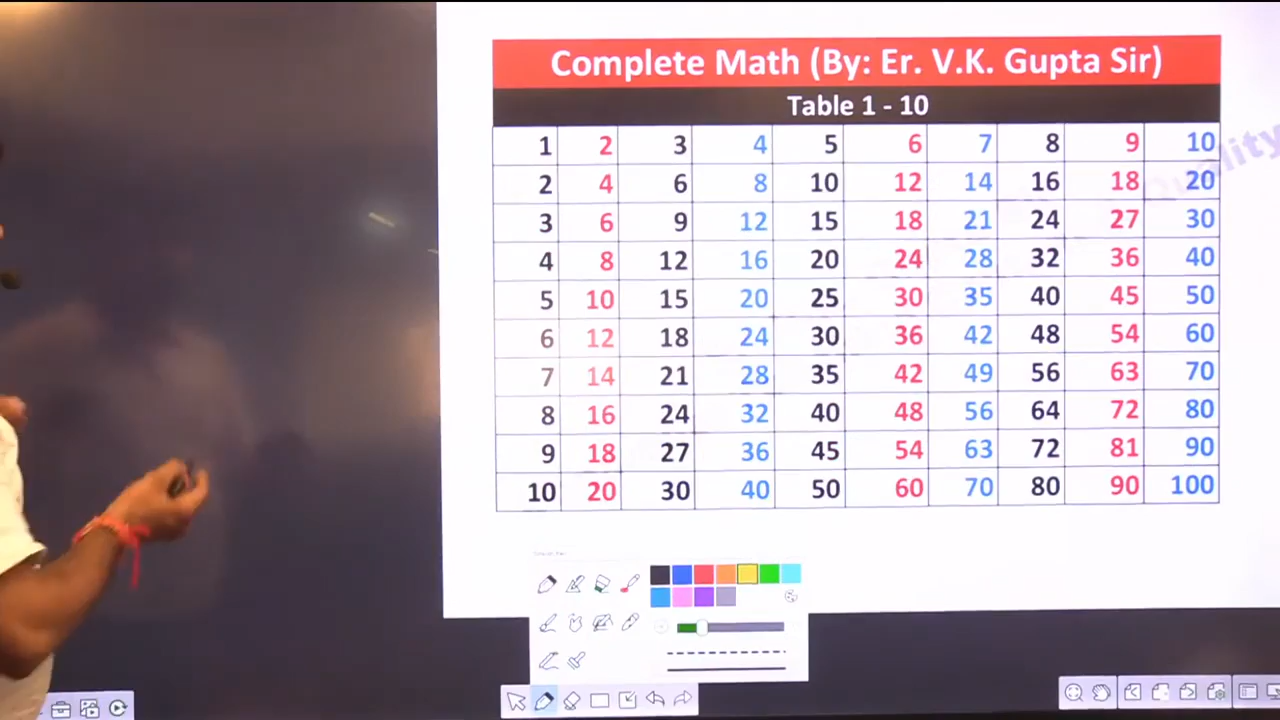 Complete Math (By: Er. V.K. Gupta Sir)
Table 1 - 10
1 2 3 4 5 6 7 8 9 10
2 4 6 8 10 12 14 16 18 20
3 6 9 12 15 18 21 24 27 30
4 8 12 16 20 24 28 32 36 40
5 10 15 20 25 30 35 40 45 50
6 12 18 24 30 36 42 48 54 60
7 14 21 28 35 42 49 56 63 70
8 16 24 32 40 48 56 64 72 80
9 18 27 36 45 54 63 72 81 90
10 20 30 40 50 60 70 80 90 100